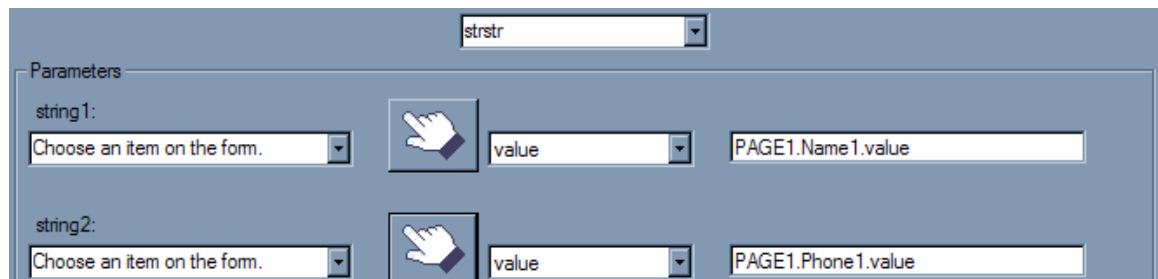 strstr
Parameters
string1:
Choose an item on the form. value PAGE1.Name1.value
string2:
Choose an item on the form. value PAGE1.Phone1.value